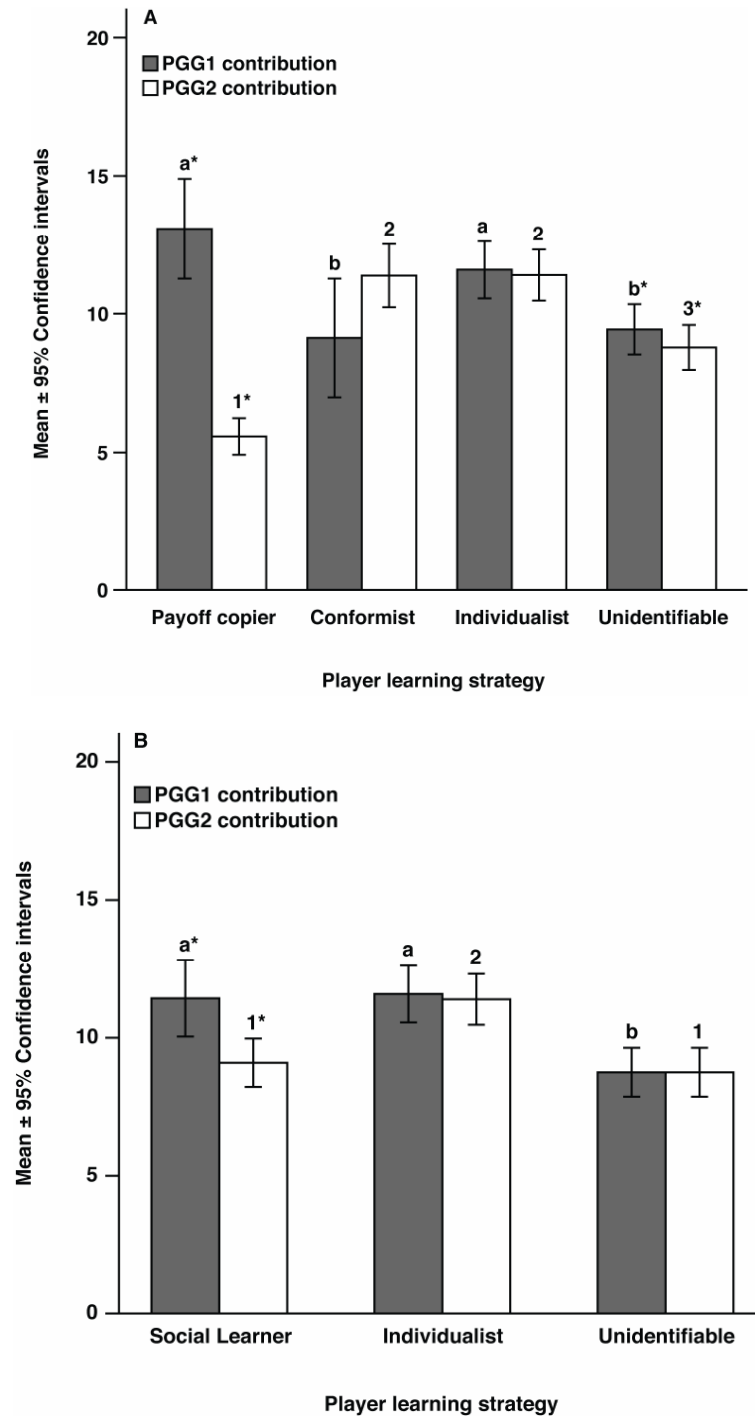 A
20
PGG1 contribution
PGG2 contribution
Mean ± 95% Confidence intervals
15
10
5
0
a*
1*
b
2
a
2
b*
3*
Payoff copier Conformist Individualist Unidentifiable
Player learning strategy
B
20
PGG1 contribution
PGG2 contribution
Mean ± 95% Confidence intervals
15
10
5
0
a*
1*
a
2
b
1
Social Learner Individualist Unidentifiable
Player learning strategy